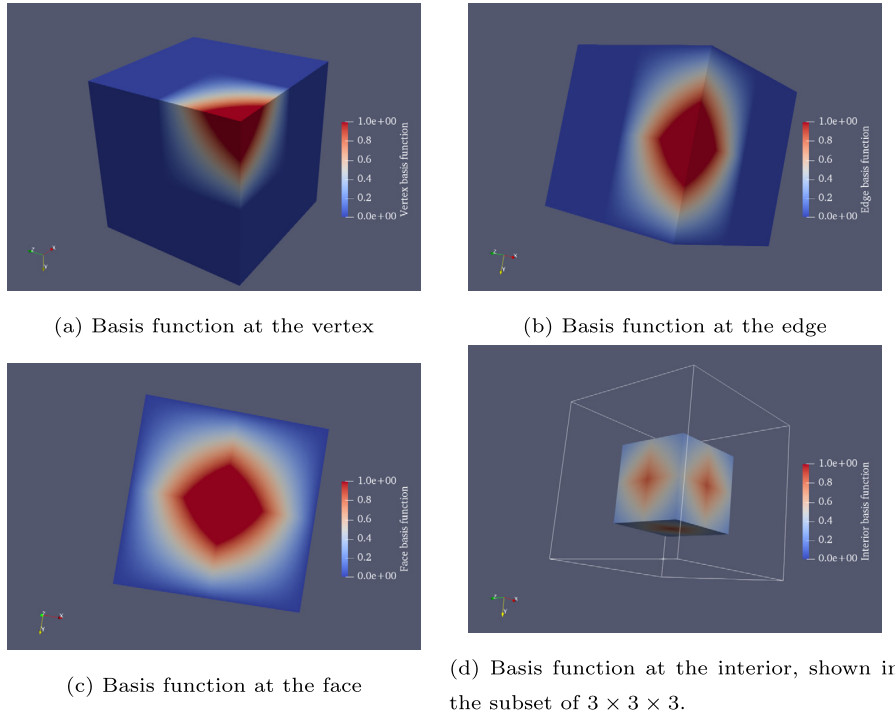 1.0e+00
0.8
0.6
0.4
0.2
0.0e+00
Vertex basis function
Z X
Y
(a) Basis function at the vertex
1.0e+00
0.8
0.6
0.4
0.2
0.0e+00
Edge basis function
Z X
Y
(b) Basis function at the edge
1.0e+00
0.8
0.6
0.4
0.2
0.0e+00
Face basis function
Z X
Y
(c) Basis function at the face
1.0e+00
0.8
0.6
0.4
0.2
0.0e+00
Interior basis function
Z X
Y
(d) Basis function at the interior, shown in
the subset of 3 × 3 × 3.